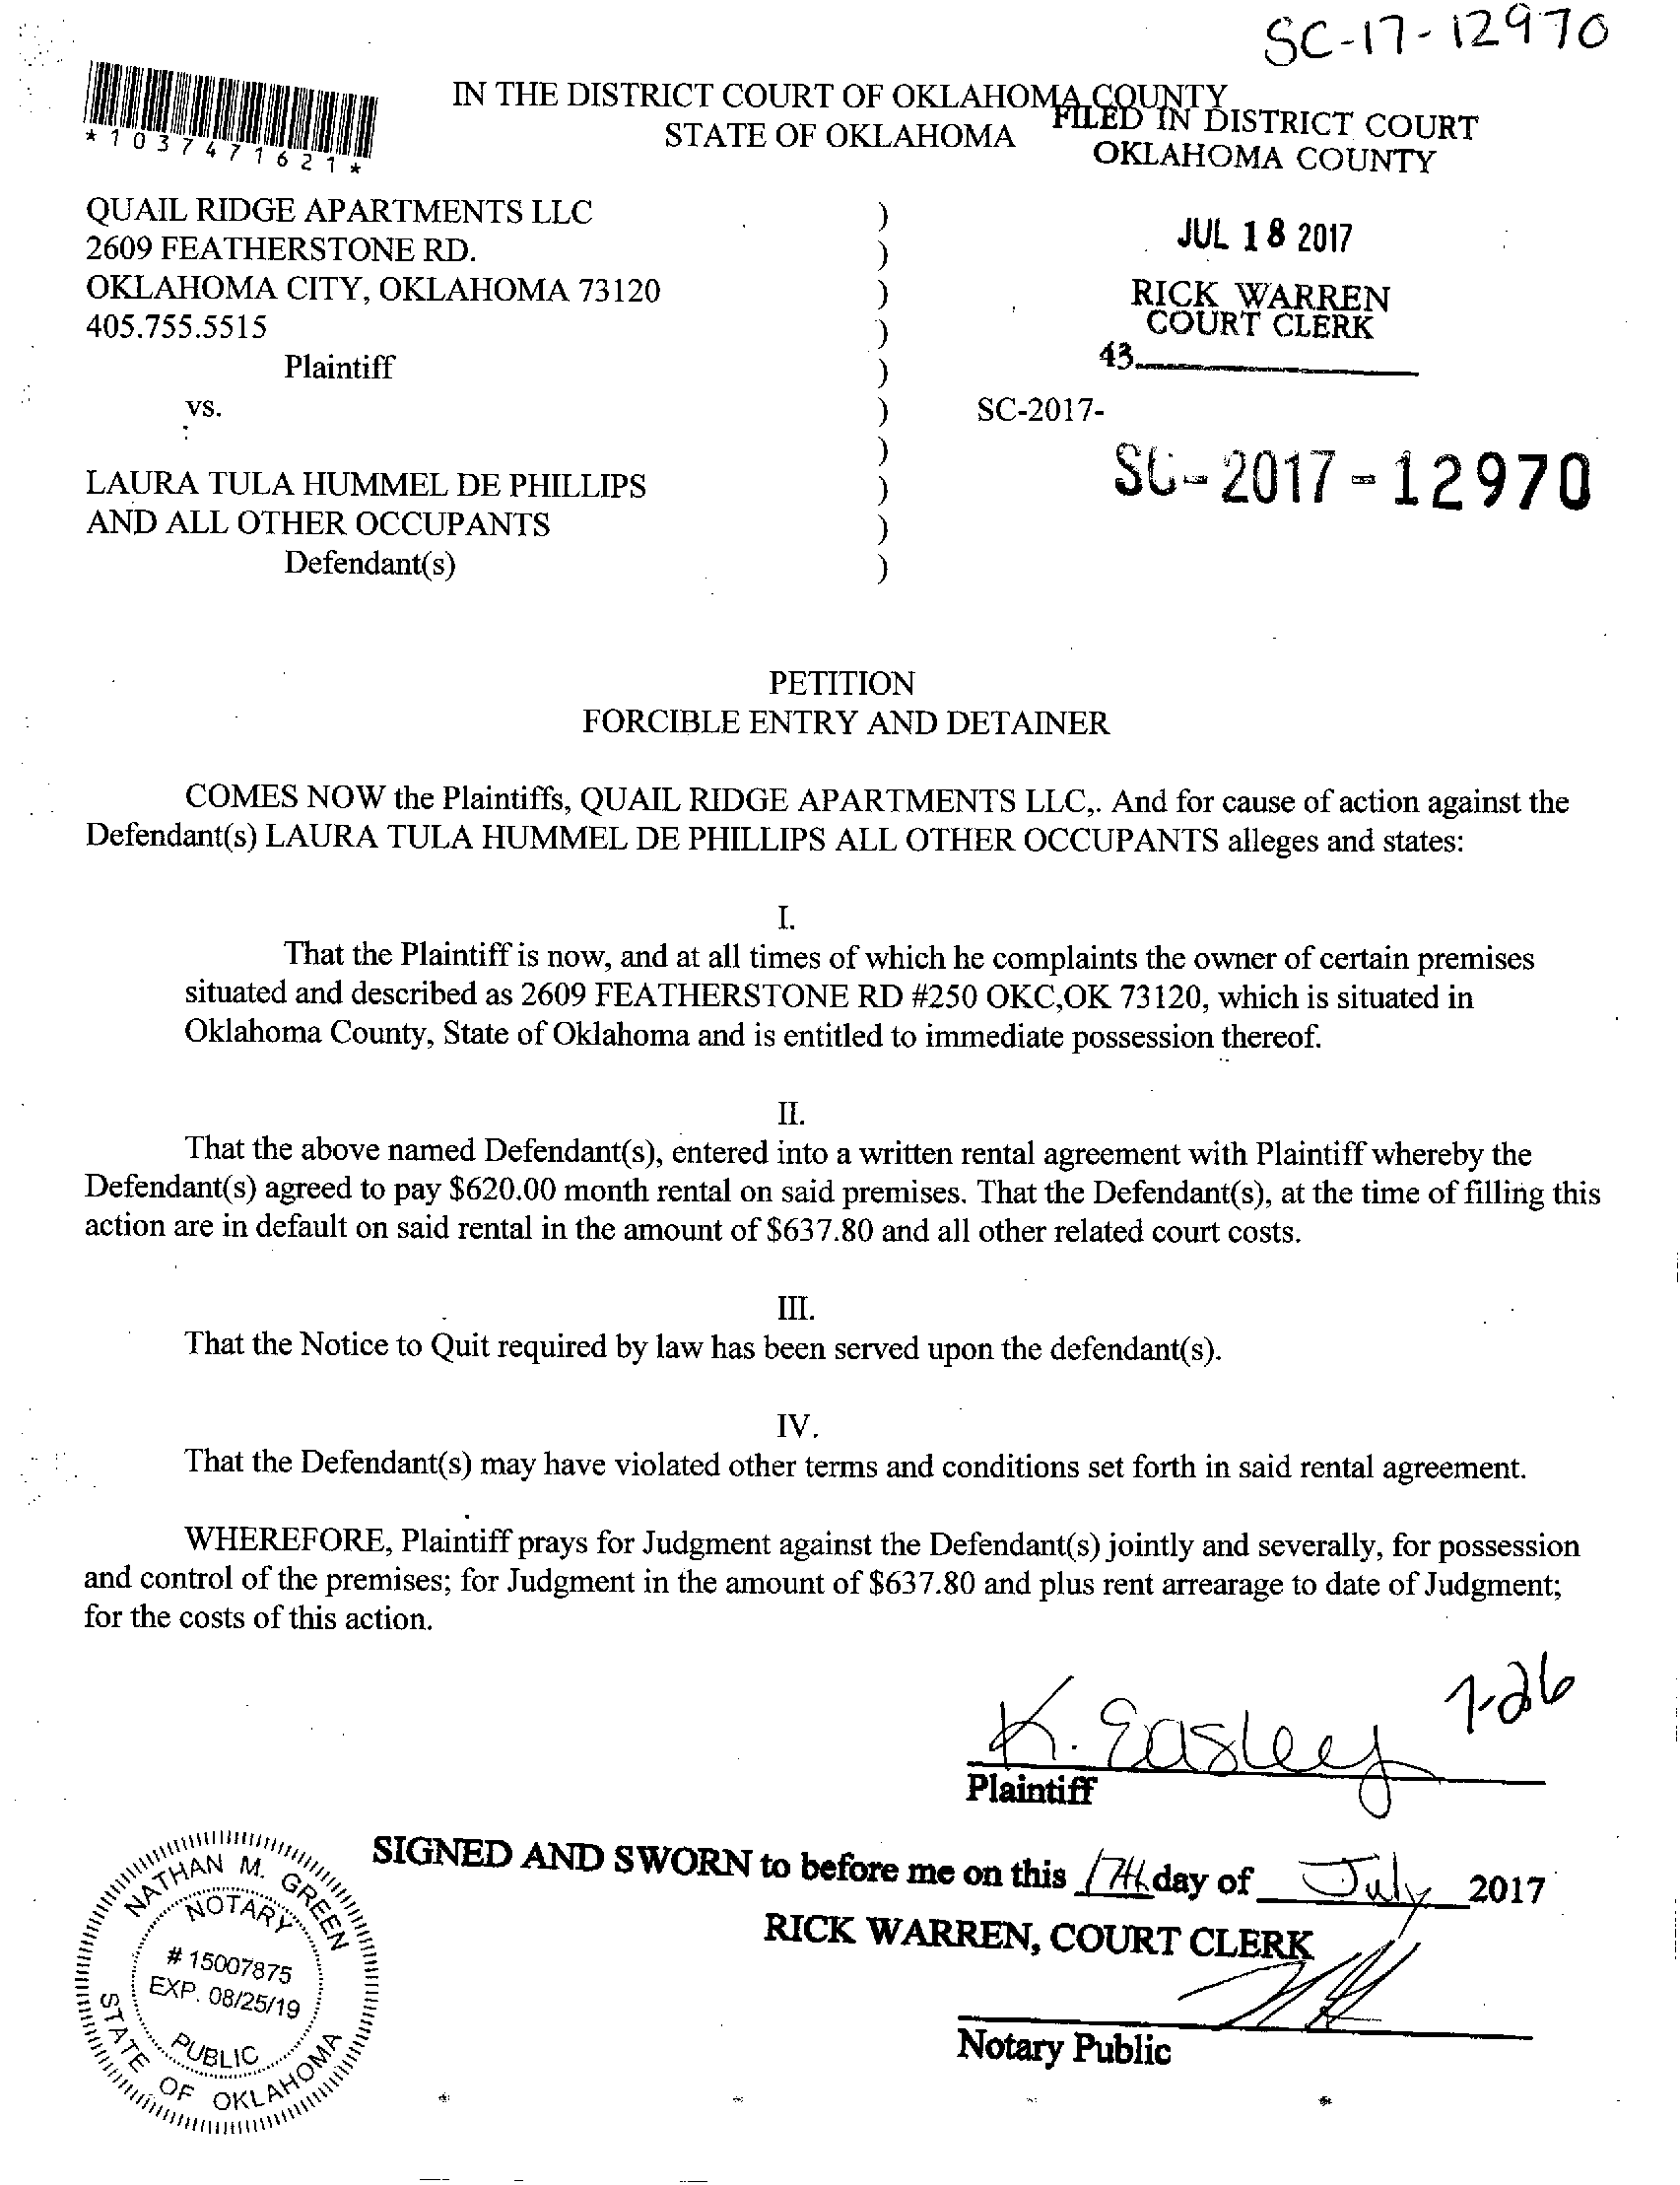 SC-17-12970
*1037471621*
IN THE DISTRICT COURT OF OKLAHOMA COUNTY
STATE OF OKLAHOMA
FILED IN DISTRICT COURT
OKLAHOMA COUNTY
JUL 18 2017
RICK WARREN
COURT CLERK
43
QUAIL RIDGE APARTMENTS LLC )
2609 FEATHERSTONE RD. )
OKLAHOMA CITY, OKLAHOMA 73120 )
405.755.5515 )
Plaintiff )
vs. ) SC-2017-
)
SC-2017-12970
LAURA TULA HUMMEL DE PHILLIPS )
AND ALL OTHER OCCUPANTS )
Defendant(s) )
PETITION
FORCIBLE ENTRY AND DETAINER
COMES NOW the Plaintiffs, QUAIL RIDGE APARTMENTS LLC,. And for cause of action against the
Defendant(s) LAURA TULA HUMMEL DE PHILLIPS ALL OTHER OCCUPANTS alleges and states:
I.
That the Plaintiff is now, and at all times of which he complaints the owner of certain premises
situated and described as 2609 FEATHERSTONE RD #250 OKC,OK 73120, which is situated in
Oklahoma County, State of Oklahoma and is entitled to immediate possession thereof.
II.
That the above named Defendant(s), entered into a written rental agreement with Plaintiff whereby the
Defendant(s) agreed to pay $620.00 month rental on said premises. That the Defendant(s), at the time of filling this
action are in default on said rental in the amount of $637.80 and all other related court costs.
III.
That the Notice to Quit required by law has been served upon the defendant(s).
IV.
That the Defendant(s) may have violated other terms and conditions set forth in said rental agreement.
WHEREFORE, Plaintiff prays for Judgment against the Defendant(s) jointly and severally, for possession
and control of the premises; for Judgment in the amount of $637.80 and plus rent arrearage to date of Judgment;
for the costs of this action.
K. Easley 7-26
Plaintiff
SIGNED AND SWORN to before me on this 17th day of July 2017
RICK WARREN, COURT CLERK
Notary Public
NATHAN M. GREEN
NOTARY
# 15007875
EXP. 08/25/19
PUBLIC
STATE OF OKLAHOMA